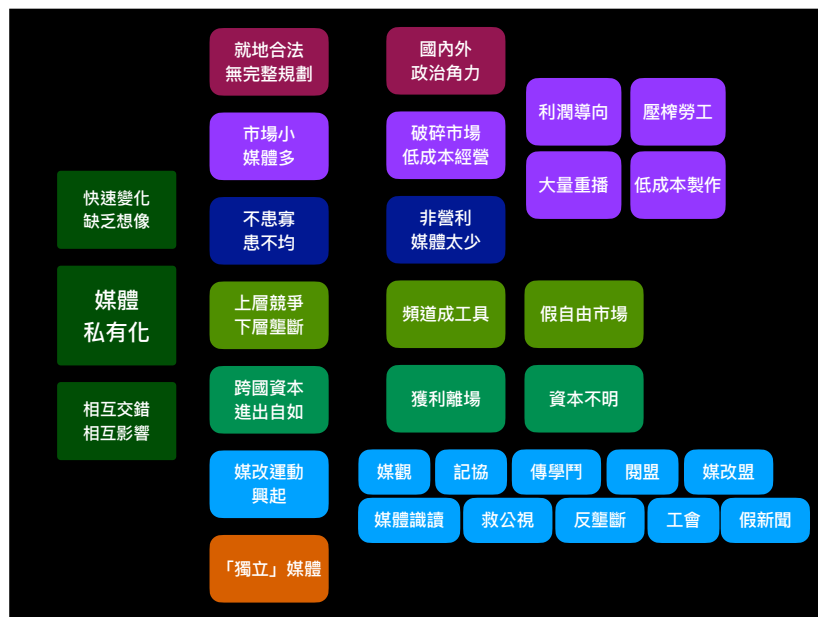 快速變化
缺乏想像
媒體
私有化
相互交錯
相互影響
就地合法
無完整規劃
國內外
政治角力
市場小
媒體多
破碎市場
低成本經營
利潤導向
壓榨勞工
大量重播
低成本製作
不患寡
患不均
非營利
媒體太少
上層競爭
下層壟斷
頻道成工具
假自由市場
跨國資本
進出自如
獲利離場
資本不明
媒改運動
興起
媒觀
記協
傳學鬥
閱盟
媒改盟
媒體識讀
救公視
反壟斷
工會
假新聞
「獨立」媒體